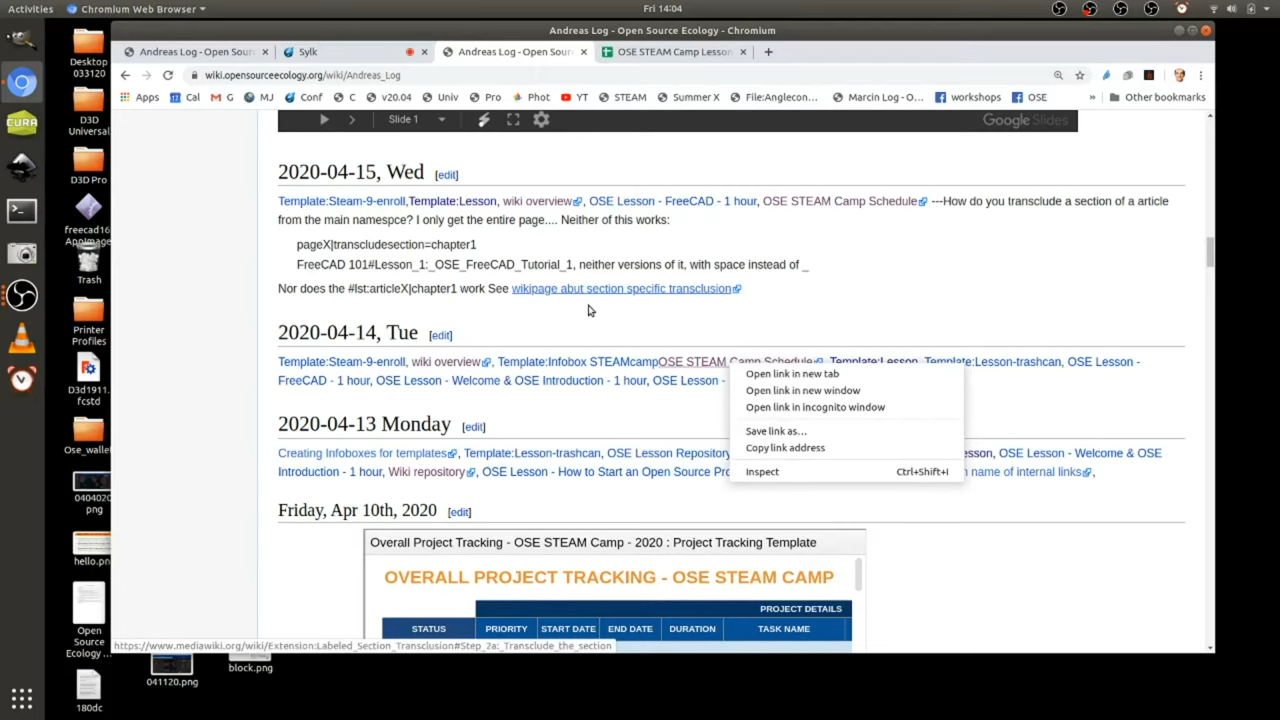 Activities
Chromium Web Browser
Fri 14:04
Andreas Log - Open Source Ecology - Chromium
Andreas Log - Open Sour
Sylk
Andreas Log - Open Sour
OSE STEAM Camp Lesson
wiki.opensourceecology.org/wiki/Andreas_Log
Apps
Cal
G
MJ
Conf
C
v20.04
Univ
Pro
Phot
YT
STEAM
Summer X
File:Anglecon...
Marcin Log - O...
workshops
OSE
»
Other bookmarks
Slide 1
Google Slides
2020-04-15, Wed [edit]
Template:Steam-9-enroll,Template:Lesson, wiki overview, OSE Lesson - FreeCAD - 1 hour, OSE STEAM Camp Schedule ---How do you transclude a section of a article
from the main namespce? I only get the entire page.... Neither of this works:
pageX|transcludesection=chapter1
FreeCAD 101#Lesson_1:_OSE_FreeCAD_Tutorial_1, neither versions of it, with space instead of _
Nor does the #lst:articleX|chapter1 work See wikipage abut section specific transclusion
2020-04-14, Tue [edit]
Template:Steam-9-enroll, wiki overview, Template:Infobox STEAMcampOSE STEAM Camp Schedule, Template:Lesson, Template:Lesson-trashcan, OSE Lesson -
FreeCAD - 1 hour, OSE Lesson - Welcome & OSE Introduction - 1 hour, OSE Lesson -
Open link in new tab
Open link in new window
Open link in incognito window
Save link as...
Copy link address
Inspect
Ctrl+Shift+I
2020-04-13 Monday [edit]
Creating Infoboxes for templates, Template:Lesson-trashcan, OSE Lesson Repository
esson, OSE Lesson - Welcome & OSE
Introduction - 1 hour, Wiki repository, OSE Lesson - How to Start an Open Source Pro
n name of internal links,
Friday, Apr 10th, 2020 [edit]
Overall Project Tracking - OSE STEAM Camp - 2020 : Project Tracking Template
OVERALL PROJECT TRACKING - OSE STEAM CAMP
PROJECT DETAILS
STATUS
PRIORITY
START DATE
END DATE
DURATION
TASK NAME
https://www.mediawiki.org/wiki/Extension:Labeled_Section_Transclusion#Step_2a:_Transclude_the_section
Desktop
033120
D3D
Universal
D3D Pro
freecad16
AppImage
Trash
Printer
Profiles
D3d1911.
fcstd
Ose_wallet
0404020
png
hello.pn
Open
Source
Ecology ...
180dc
041120.png
block.png
CURA